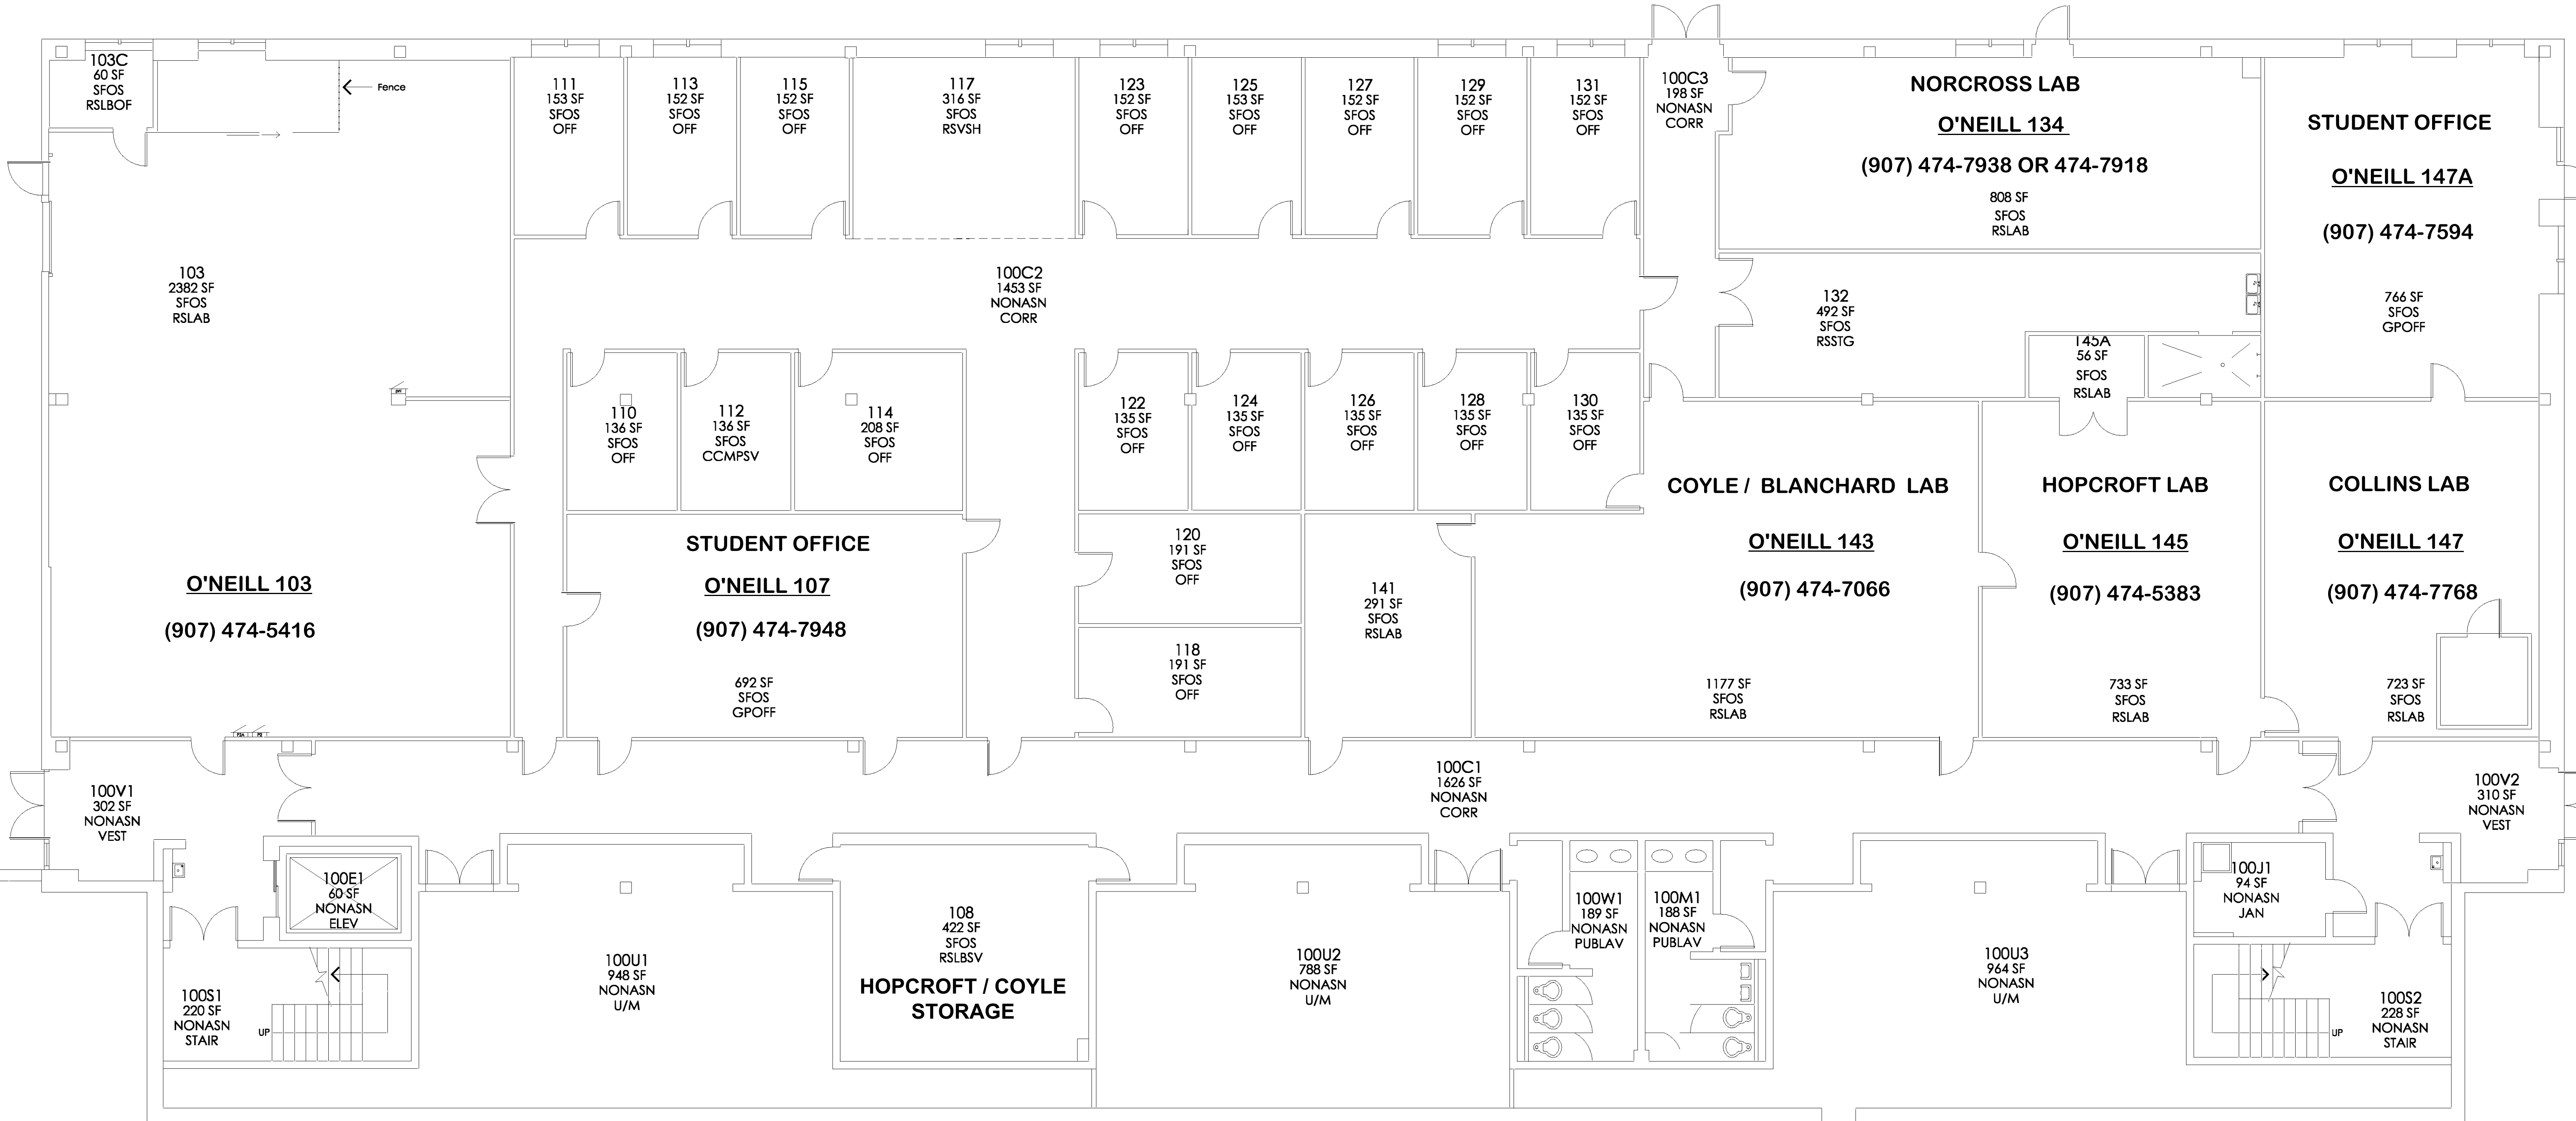 103C
60 SF
SFOS
RSLBOF
Fence
111
153 SF
SFOS
OFF
113
152 SF
SFOS
OFF
115
152 SF
SFOS
OFF
117
316 SF
SFOS
RSVSH
123
152 SF
SFOS
OFF
125
153 SF
SFOS
OFF
127
152 SF
SFOS
OFF
129
152 SF
SFOS
OFF
131
152 SF
SFOS
OFF
100C3
198 SF
NONASN
CORR
NORCROSS LAB
O'NEILL 134
(907) 474-7938 OR 474-7918
808 SF
SFOS
RSLAB
STUDENT OFFICE
O'NEILL 147A
(907) 474-7594
766 SF
SFOS
GPOFF
103
2382 SF
SFOS
RSLAB
100C2
1453 SF
NONASN
CORR
132
492 SF
SFOS
RSSTG
145A
56 SF
SFOS
RSLAB
110
136 SF
SFOS
OFF
112
136 SF
SFOS
CCMPSV
114
208 SF
SFOS
OFF
122
135 SF
SFOS
OFF
124
135 SF
SFOS
OFF
126
135 SF
SFOS
OFF
128
135 SF
SFOS
OFF
130
135 SF
SFOS
OFF
O'NEILL 103
(907) 474-5416
STUDENT OFFICE
O'NEILL 107
(907) 474-7948
692 SF
SFOS
GPOFF
120
191 SF
SFOS
OFF
118
191 SF
SFOS
OFF
141
291 SF
SFOS
RSLAB
COYLE / BLANCHARD LAB
O'NEILL 143
(907) 474-7066
1177 SF
SFOS
RSLAB
HOPCROFT LAB
O'NEILL 145
(907) 474-5383
733 SF
SFOS
RSLAB
COLLINS LAB
O'NEILL 147
(907) 474-7768
723 SF
SFOS
RSLAB
100V1
302 SF
NONASN
VEST
100C1
1626 SF
NONASN
CORR
100V2
310 SF
NONASN
VEST
100E1
60 SF
NONASN
ELEV
100S1
220 SF
NONASN
STAIR
UP
100U1
948 SF
NONASN
U/M
108
422 SF
SFOS
RSLBSV
HOPCROFT / COYLE
STORAGE
100U2
788 SF
NONASN
U/M
100W1
189 SF
NONASN
PUBLAV
100M1
188 SF
NONASN
PUBLAV
100U3
964 SF
NONASN
U/M
100J1
94 SF
NONASN
JAN
100S2
228 SF
NONASN
STAIR
UP